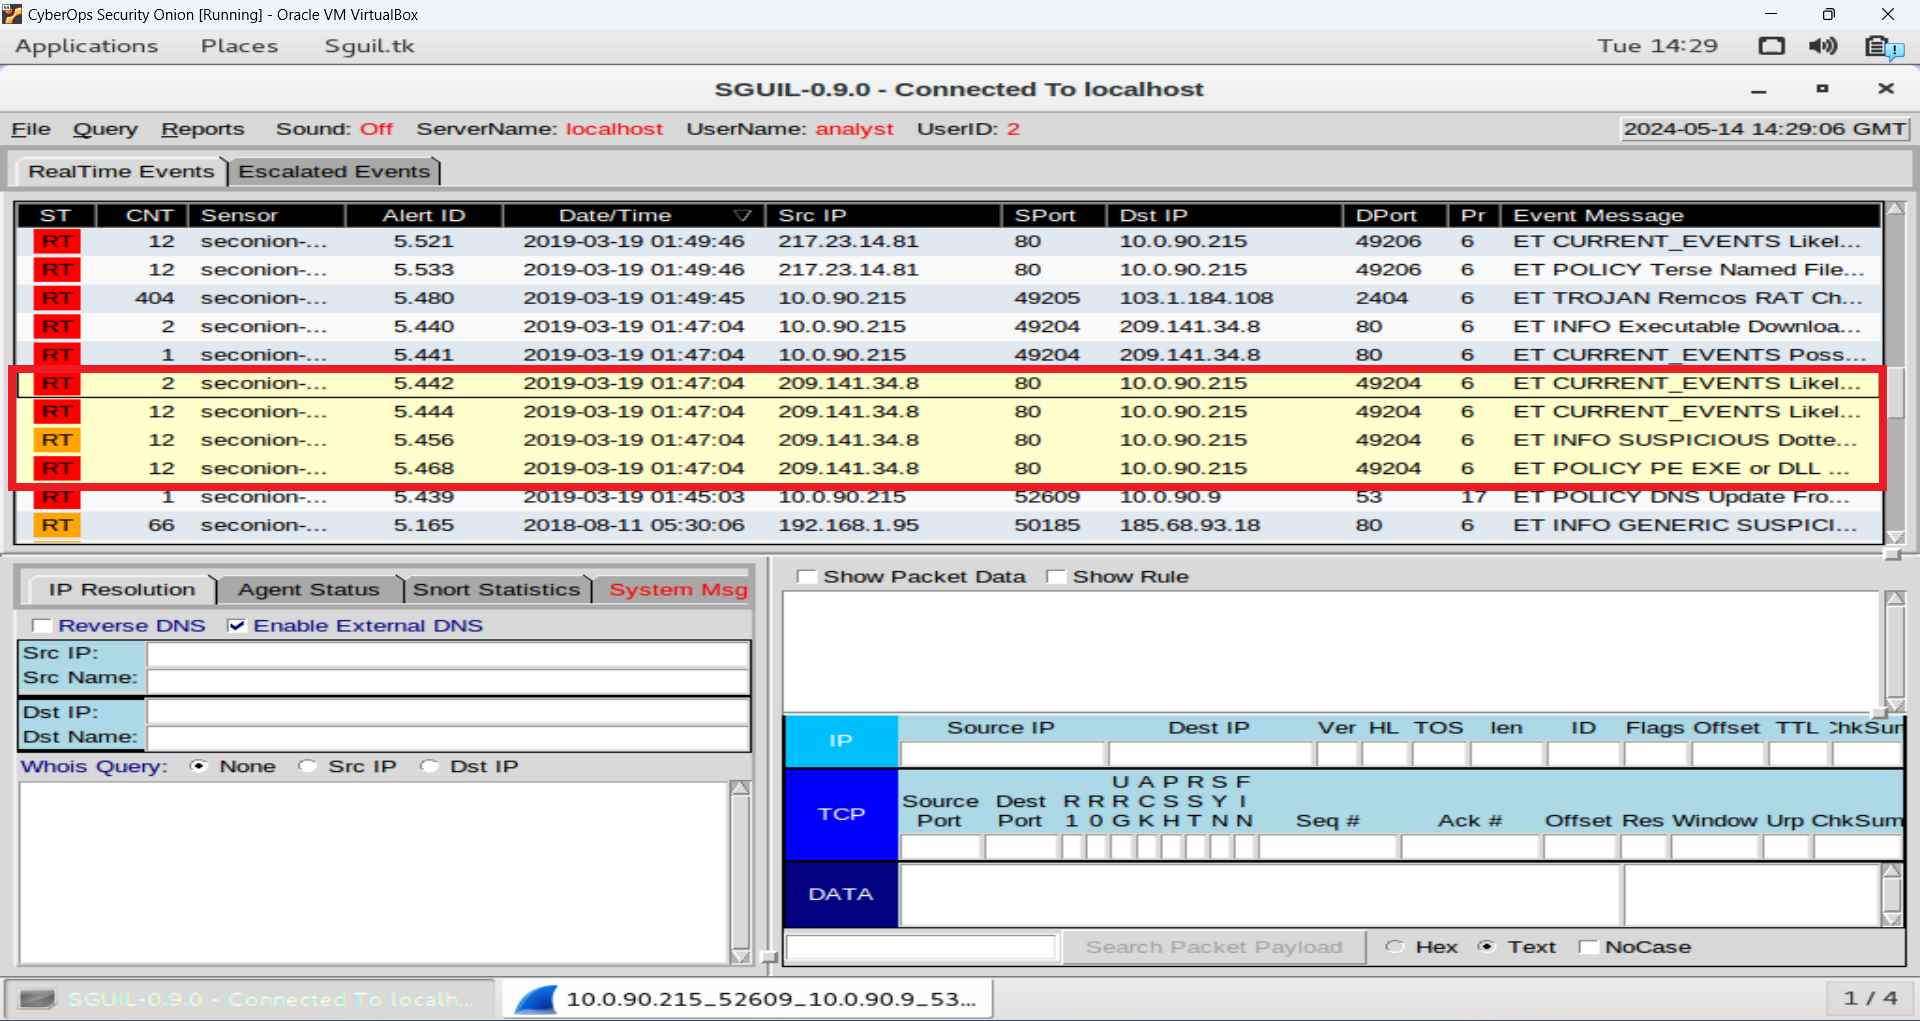 CyberOps Security Onion [Running] - Oracle VM VirtualBox
Applications Places Sguil.tk Tue 14:29
SGUIL-0.9.0 - Connected To localhost
File Query Reports Sound: Off ServerName: localhost UserName: analyst UserID: 2 2024-05-14 14:29:06 GMT
RealTime Events Escalated Events
ST CNT Sensor Alert ID Date/Time Src IP SPort Dst IP DPort Pr Event Message
RT 12 seconion-... 5.521 2019-03-19 01:49:46 217.23.14.81 80 10.0.90.215 49206 6 ET CURRENT_EVENTS Likel...
RT 12 seconion-... 5.533 2019-03-19 01:49:46 217.23.14.81 80 10.0.90.215 49206 6 ET POLICY Terse Named File...
RT 404 seconion-... 5.480 2019-03-19 01:49:45 10.0.90.215 49205 103.1.184.108 2404 6 ET TROJAN Remcos RAT Ch...
RT 2 seconion-... 5.440 2019-03-19 01:47:04 10.0.90.215 49204 209.141.34.8 80 6 ET INFO Executable Downloa...
RT 1 seconion-... 5.441 2019-03-19 01:47:04 10.0.90.215 49204 209.141.34.8 80 6 ET CURRENT_EVENTS Poss...
RT 2 seconion-... 5.442 2019-03-19 01:47:04 209.141.34.8 80 10.0.90.215 49204 6 ET CURRENT_EVENTS Likel...
RT 12 seconion-... 5.444 2019-03-19 01:47:04 209.141.34.8 80 10.0.90.215 49204 6 ET CURRENT_EVENTS Likel...
RT 12 seconion-... 5.456 2019-03-19 01:47:04 209.141.34.8 80 10.0.90.215 49204 6 ET INFO SUSPICIOUS Dotte...
RT 12 seconion-... 5.468 2019-03-19 01:47:04 209.141.34.8 80 10.0.90.215 49204 6 ET POLICY PE EXE or DLL ...
RT 1 seconion-... 5.439 2019-03-19 01:45:03 10.0.90.215 52609 10.0.90.9 53 17 ET POLICY DNS Update Fro...
RT 66 seconion-... 5.165 2018-08-11 05:30:06 192.168.1.95 50185 185.68.93.18 80 6 ET INFO GENERIC SUSPICI...
IP Resolution Agent Status Snort Statistics System Msg
Reverse DNS Enable External DNS
Src IP:
Src Name:
Dst IP:
Dst Name:
Whois Query: None Src IP Dst IP
Show Packet Data Show Rule
IP Source IP Dest IP Ver HL TOS len ID Flags Offset TTL ChkSum
U A P R S F
Source Dest R R R C S S Y I
TCP Port Port 1 0 G K H T N N Seq # Ack # Offset Res Window Urp ChkSum
DATA
Search Packet Payload Hex Text NoCase
SGUIL-0.9.0 - Connected To localh... 10.0.90.215_52609_10.0.90.9_53... 1 / 4